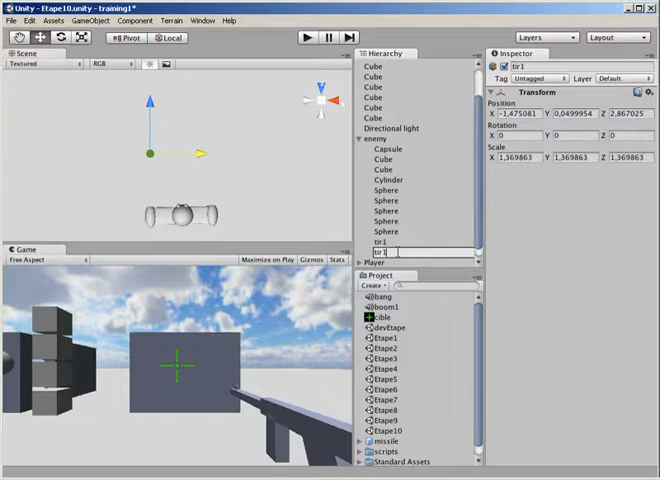 Unity - Etape10.unity - training1*
File Edit Assets GameObject Component Terrain Window Help
Pivot Local Layers Layout
Scene
Textured RGB
Hierarchy
Cube
Cube
Cube
Cube
Cube
Cube
Directional light
enemy
Capsule
Cube
Cube
Cylinder
Sphere
Sphere
Sphere
Sphere
Sphere
tir1
tir1
Player
Inspector
tir1
Tag Untagged Layer Default
Transform
Position
X -1,475081 Y 0,0499954 Z 2,867025
Rotation
X 0 Y 0 Z 0
Scale
X 1,369863 Y 1,369863 Z 1,369863
Game
Free Aspect Maximize on Play Gizmos Stats
Project
Create
bang
boom1
cible
devEtape
Etape1
Etape2
Etape3
Etape4
Etape5
Etape6
Etape7
Etape8
Etape9
Etape10
missile
scripts
Standard Assets